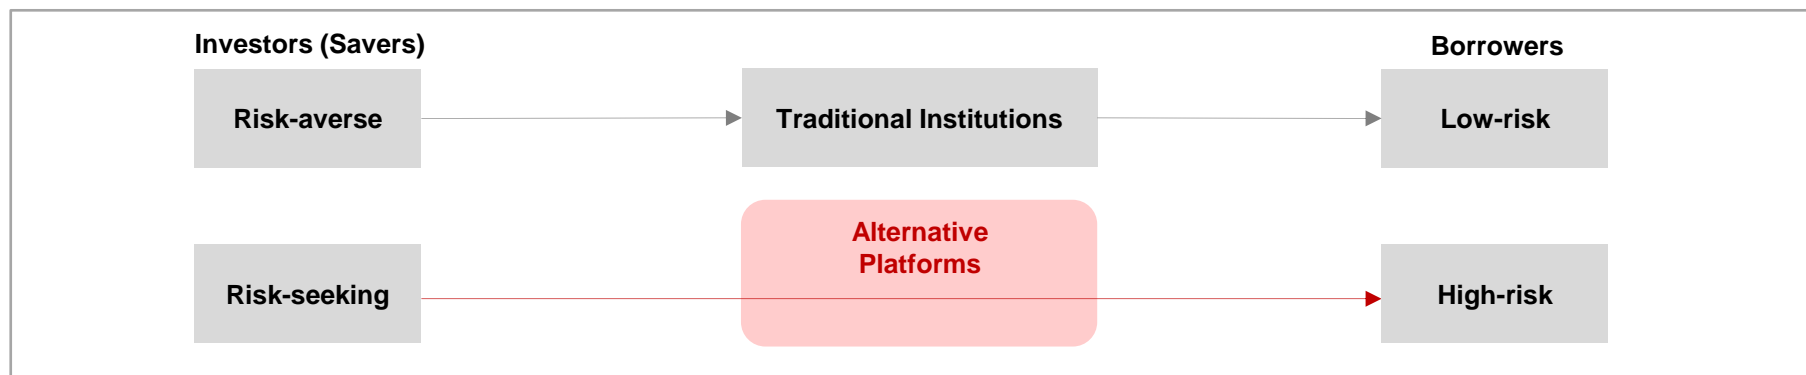 Investors (Savers)
Borrowers
Risk-averse
Traditional Institutions
Low-risk
Alternative
Platforms
Risk-seeking
High-risk